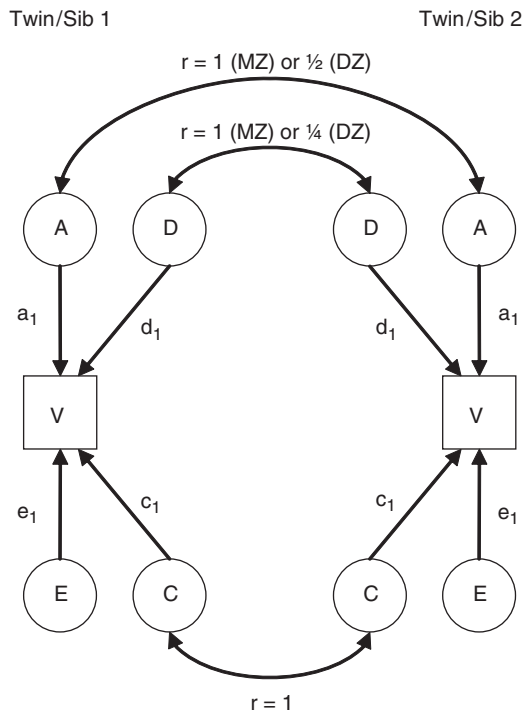 Twin/Sib 1 Twin/Sib 2
r = 1 (MZ) or ½ (DZ)
r = 1 (MZ) or ¼ (DZ)
A D D A
a₁ d₁ d₁ a₁
V V
e₁ c₁ c₁ e₁
E C C E
r = 1